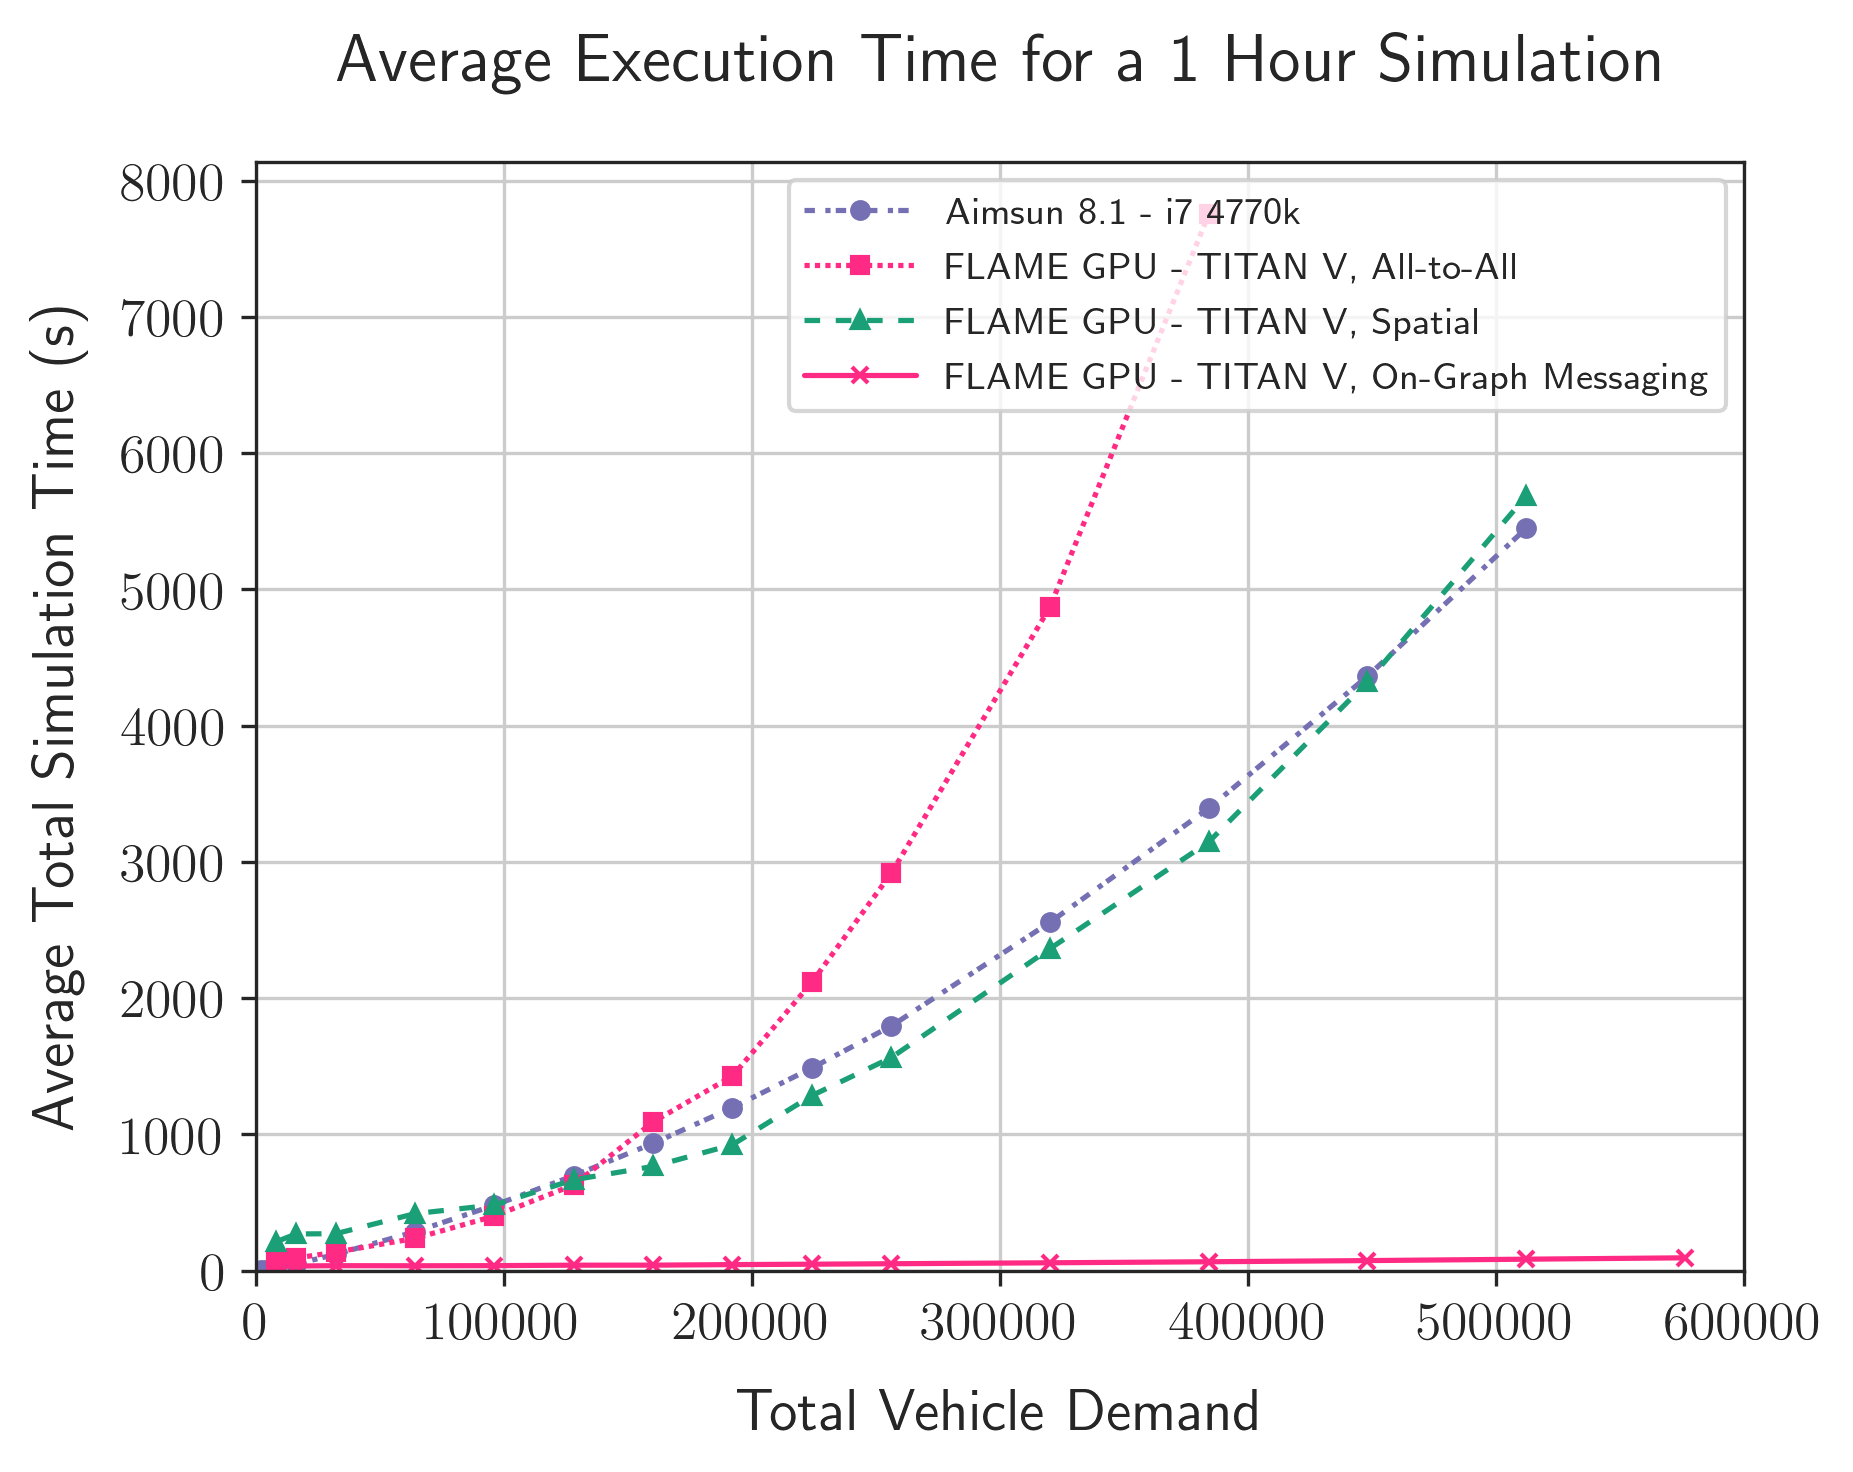 Average Execution Time for a 1 Hour Simulation
Average Total Simulation Time (s)
8000
7000
6000
5000
4000
3000
2000
1000
0
Aimsun 8.1 - i7 4770k
FLAME GPU - TITAN V, All-to-All
FLAME GPU - TITAN V, Spatial
FLAME GPU - TITAN V, On-Graph Messaging
0 100000 200000 300000 400000 500000 600000
Total Vehicle Demand